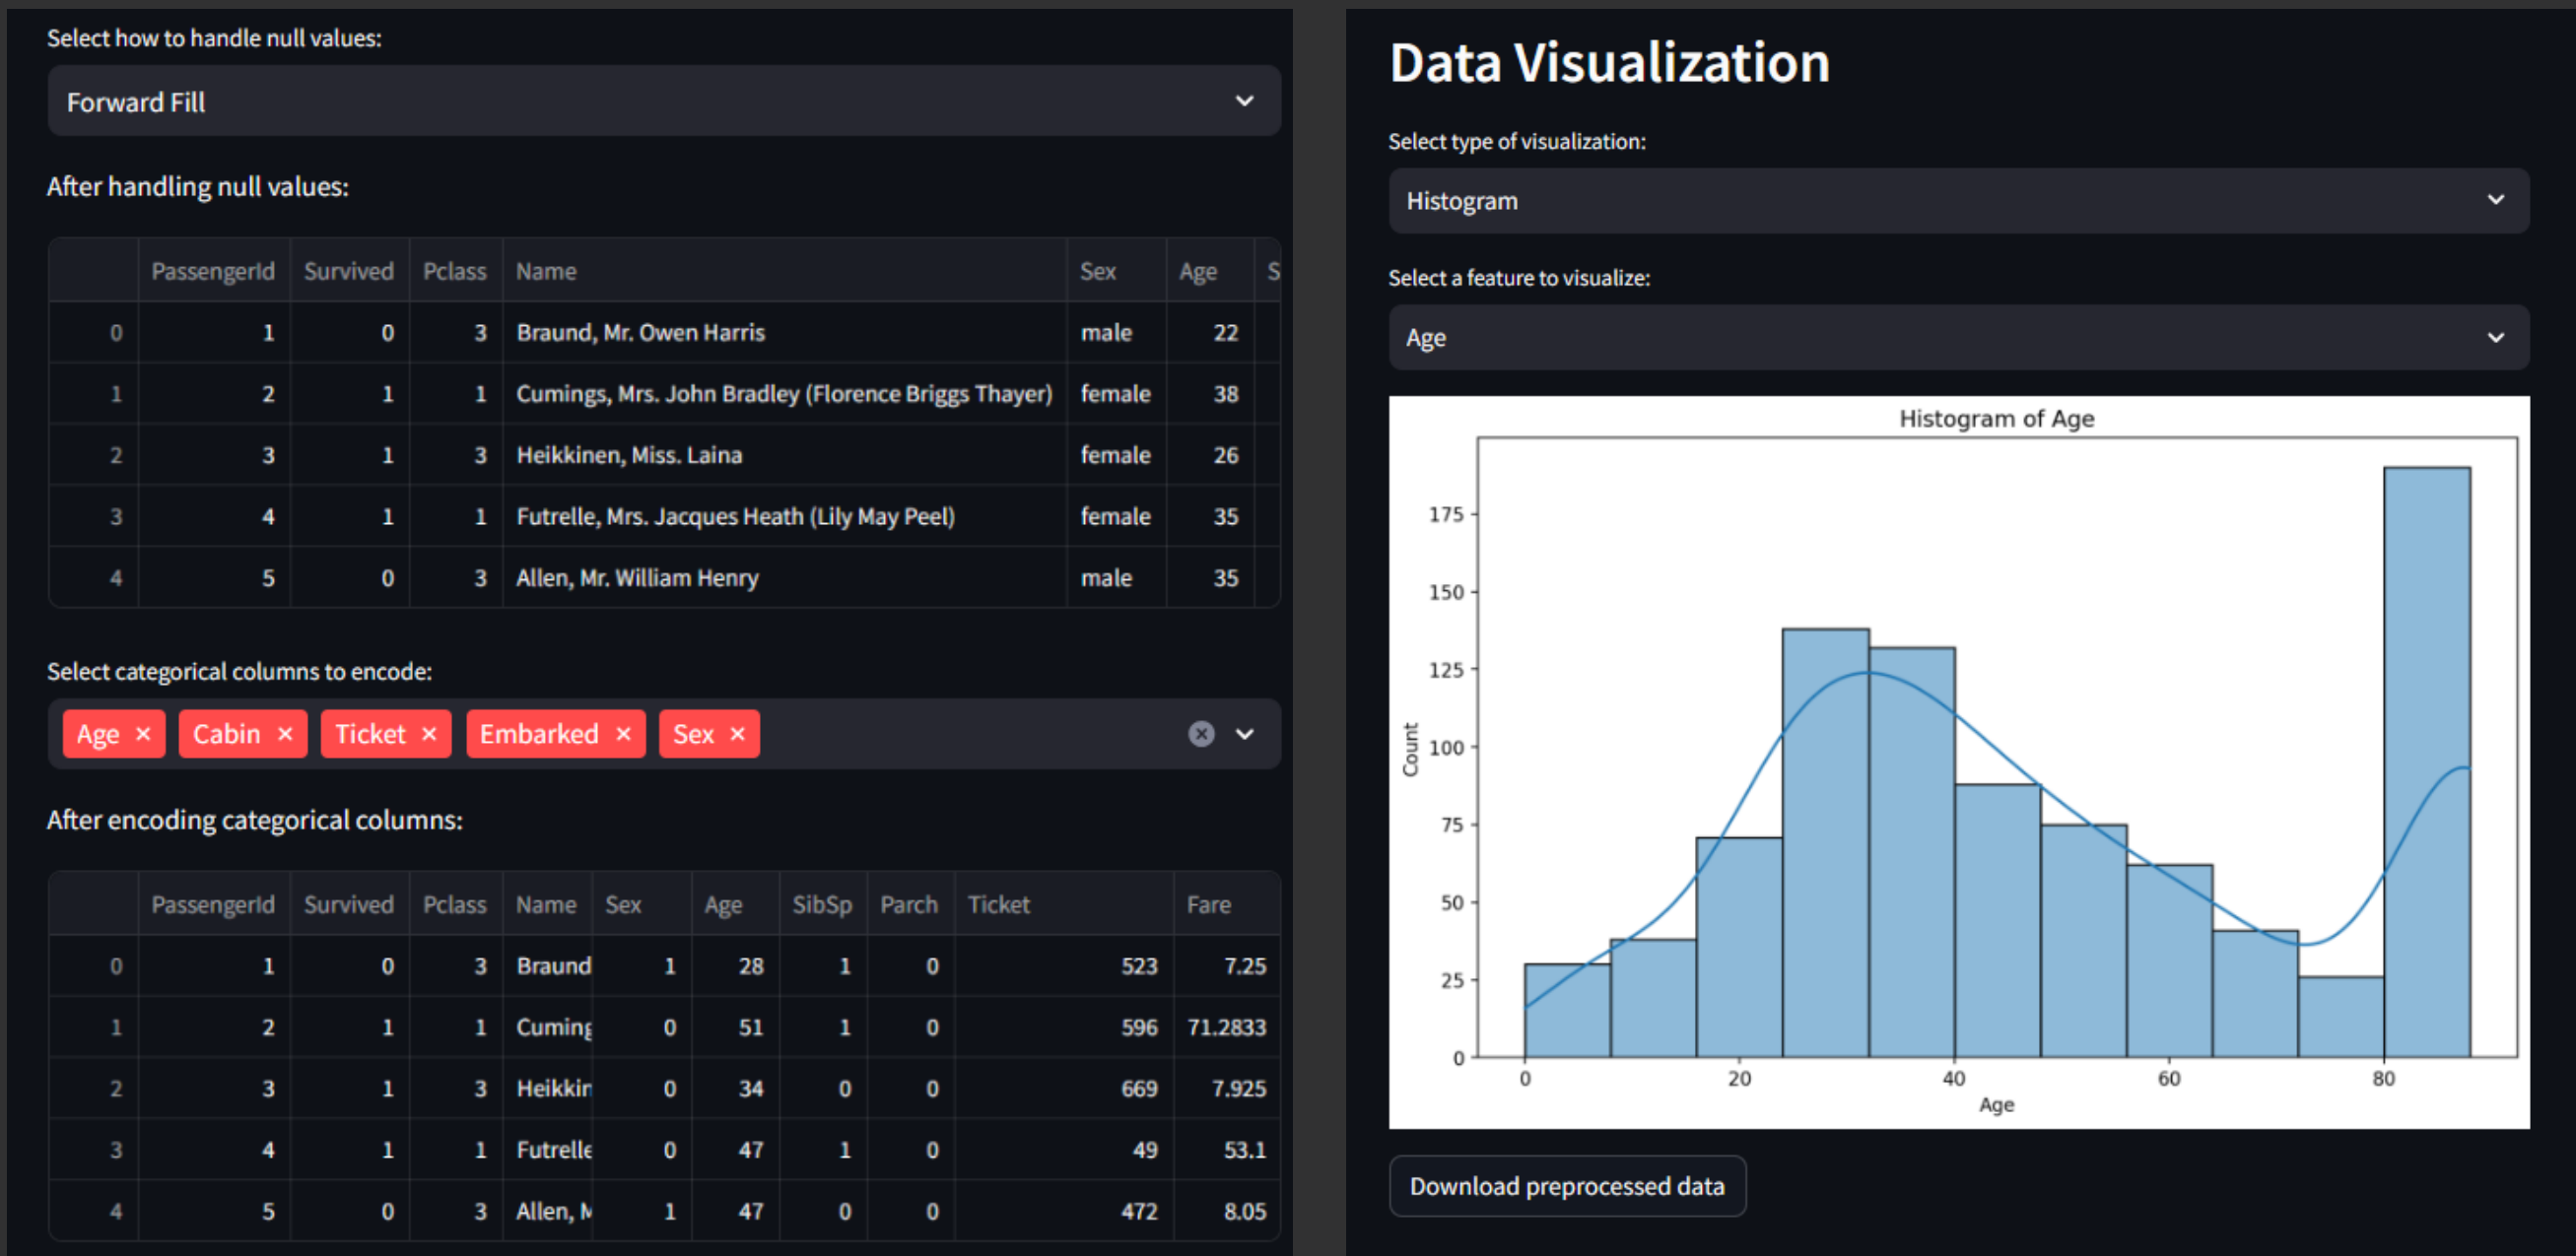 Select how to handle null values:
Forward Fill
After handling null values:
PassengerId Survived Pclass Name Sex Age S
0 1 0 3 Braund, Mr. Owen Harris male 22
1 2 1 1 Cumings, Mrs. John Bradley (Florence Briggs Thayer) female 38
2 3 1 3 Heikkinen, Miss. Laina female 26
3 4 1 1 Futrelle, Mrs. Jacques Heath (Lily May Peel) female 35
4 5 0 3 Allen, Mr. William Henry male 35
Select categorical columns to encode:
Age × Cabin × Ticket × Embarked × Sex ×
After encoding categorical columns:
PassengerId Survived Pclass Name Sex Age SibSp Parch Ticket Fare
0 1 0 3 Braund 1 28 1 0 523 7.25
1 2 1 1 Cuming 0 51 1 0 596 71.2833
2 3 1 3 Heikkin 0 34 0 0 669 7.925
3 4 1 1 Futrelle 0 47 1 0 49 53.1
4 5 0 3 Allen, M 1 47 0 0 472 8.05
Data Visualization
Select type of visualization:
Histogram
Select a feature to visualize:
Age
Histogram of Age
175
150
125
100
75
50
25
0
Count
0 20 40 60 80
Age
Download preprocessed data